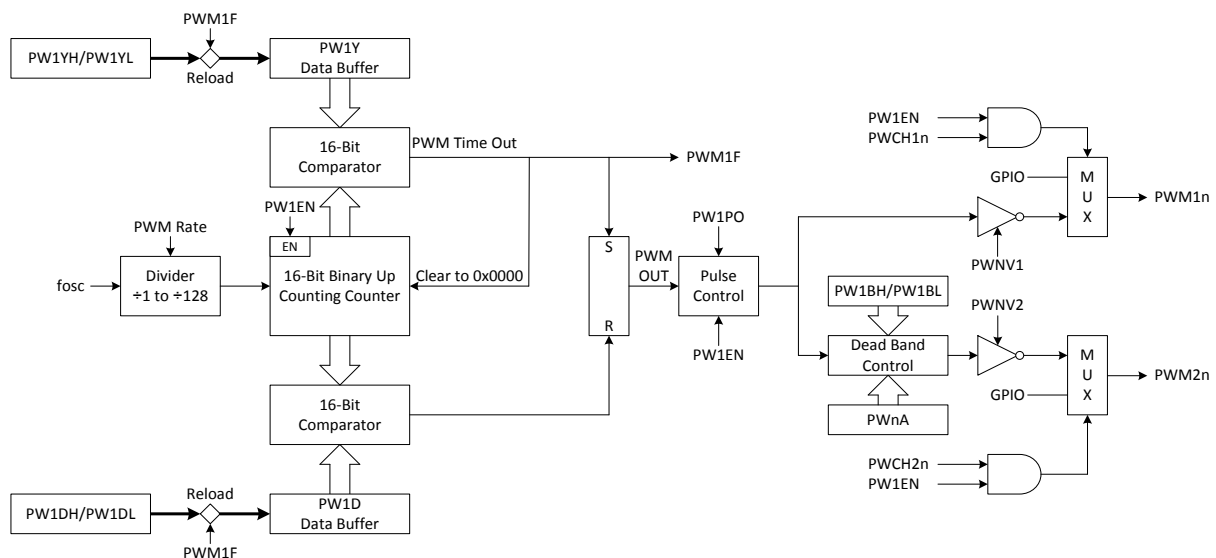 PWM1F
PW1YH/PW1YL
Reload
PW1Y
Data Buffer
16-Bit
Comparator
PWM Time Out
PWM1F
PW1EN
EN
PWM Rate
fosc
Divider
÷1 to ÷128
16-Bit Binary Up
Counting Counter
Clear to 0x0000
S
R
PWM
OUT
PW1PO
Pulse
Control
PW1EN
16-Bit
Comparator
PW1DH/PW1DL
Reload
PWM1F
PW1D
Data Buffer
PW1EN
PWCH1n
GPIO
M
U
X
PWM1n
PWNV1
PW1BH/PW1BL
Dead Band
Control
PWnA
PWNV2
M
U
X
GPIO
PWM2n
PWCH2n
PW1EN